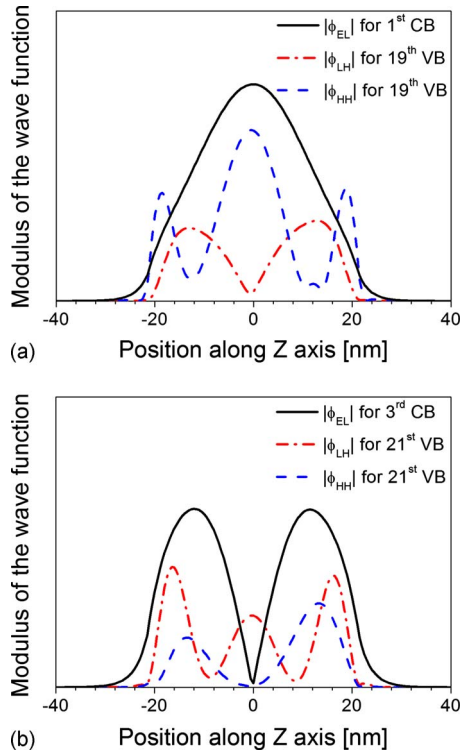 |ϕEL| for 1st CB
|ϕLH| for 19th VB
|ϕHH| for 19th VB
Modulus of the wave function
-40 -20 0 20 40
(a) Position along Z axis [nm]
|ϕEL| for 3rd CB
|ϕLH| for 21st VB
|ϕHH| for 21st VB
Modulus of the wave function
-40 -20 0 20 40
(b) Position along Z axis [nm]